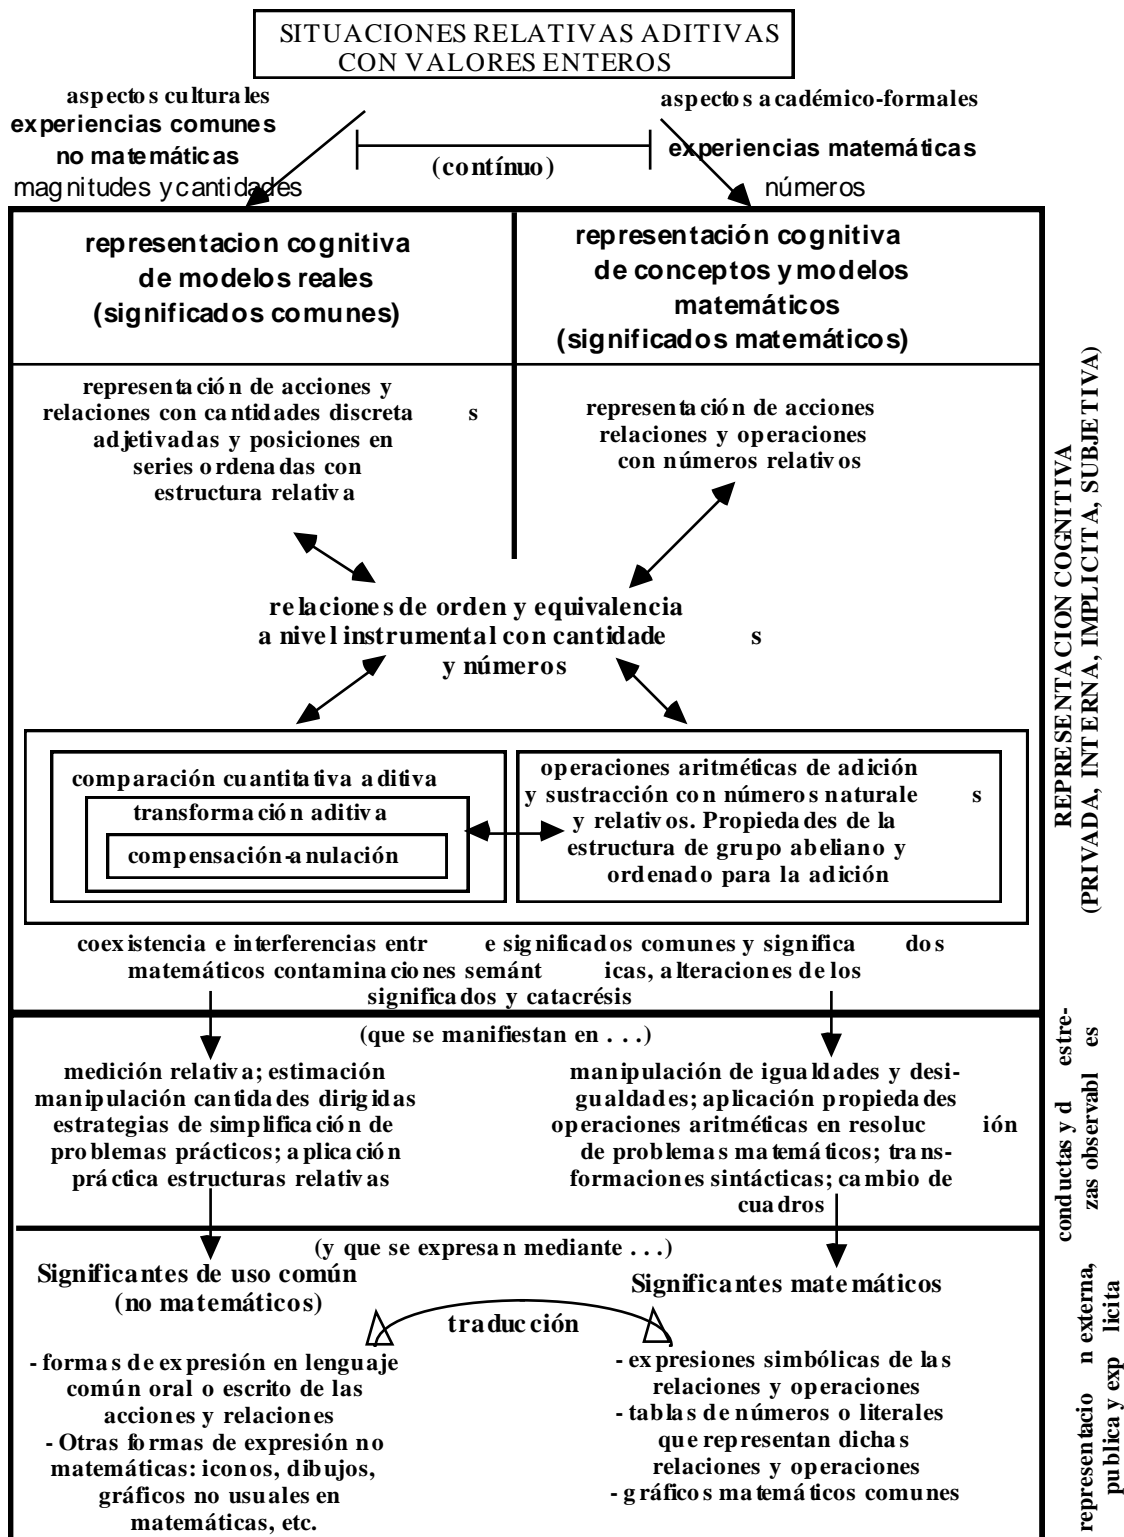 SITUACIONES RELATIVAS ADITIVAS
CON VALORES ENTEROS
aspectos culturales
experiencias comunes
no matemáticas
magnitudes y cantidades
(contínuo)
aspectos académico-formales
experiencias matemáticas
números
representacion cognitiva
de modelos reales
(significados comunes)
representación cognitiva
de conceptos y modelos
matemáticos
(significados matemáticos)
representación de acciones y
relaciones con cantidades discretas
adjetivadas y posiciones en
series ordenadas con
estructura relativa
representación de acciones
relaciones y operaciones
con números relativos
relaciones de orden y equivalencia
a nivel instrumental con cantidades
y números
comparación cuantitativa aditiva
transformación aditiva
compensación-anulación
operaciones aritméticas de adición
y sustracción con números naturales
y relativos. Propiedades de la
estructura de grupo abeliano y
ordenado para la adición
coexistencia e interferencias entre significados comunes y significados
matemáticos contaminaciones semánticas, alteraciones de los
significados y catacrésis
REPRESENTACION COGNITIVA
(PRIVADA, INTERNA, IMPLICITA, SUBJETIVA)
(que se manifiestan en . . .)
medición relativa; estimación
manipulación cantidades dirigidas
estrategias de simplificación de
problemas prácticos; aplicación
práctica estructuras relativas
manipulación de igualdades y desi-
gualdades; aplicación propiedades
operaciones aritméticas en resolución
de problemas matemáticos; trans-
formaciones sintácticas; cambio de
cuadros
conductas y d estre-
zas observabl es
(y que se expresan mediante . . .)
Significantes de uso común
(no matemáticos)
Significantes matemáticos
traducción
- formas de expresión en lenguaje
común oral o escrito de las
acciones y relaciones
- Otras formas de expresión no
matemáticas: iconos, dibujos,
gráficos no usuales en
matemáticas, etc.
- expresiones simbólicas de las
relaciones y operaciones
- tablas de números o literales
que representan dichas
relaciones y operaciones
- gráficos matemáticos comunes
representacio n externa,
publica y exp licita